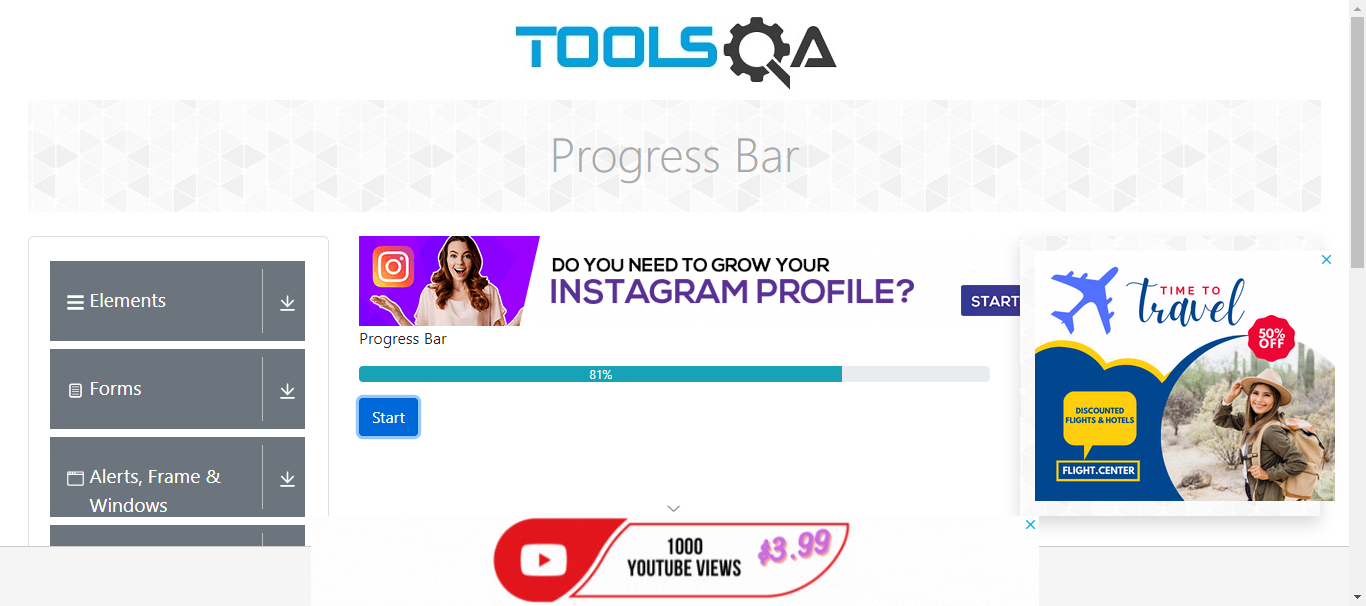 TOOLSQA
Progress Bar
Elements
Forms
Alerts, Frame &
Windows
DO YOU NEED TO GROW YOUR
INSTAGRAM PROFILE?
START
Progress Bar
81%
Start
TIME TO
travel
50%
OFF
DISCOUNTED
FLIGHTS & HOTELS
FLIGHT.CENTER
1000
YOUTUBE VIEWS
$3.99